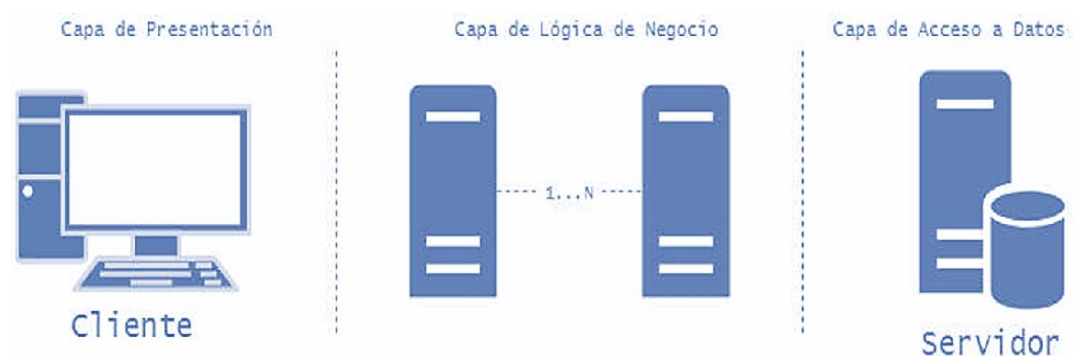 Capa de Presentación
Capa de Lógica de Negocio
Capa de Acceso a Datos
1...N
Cliente
Servidor